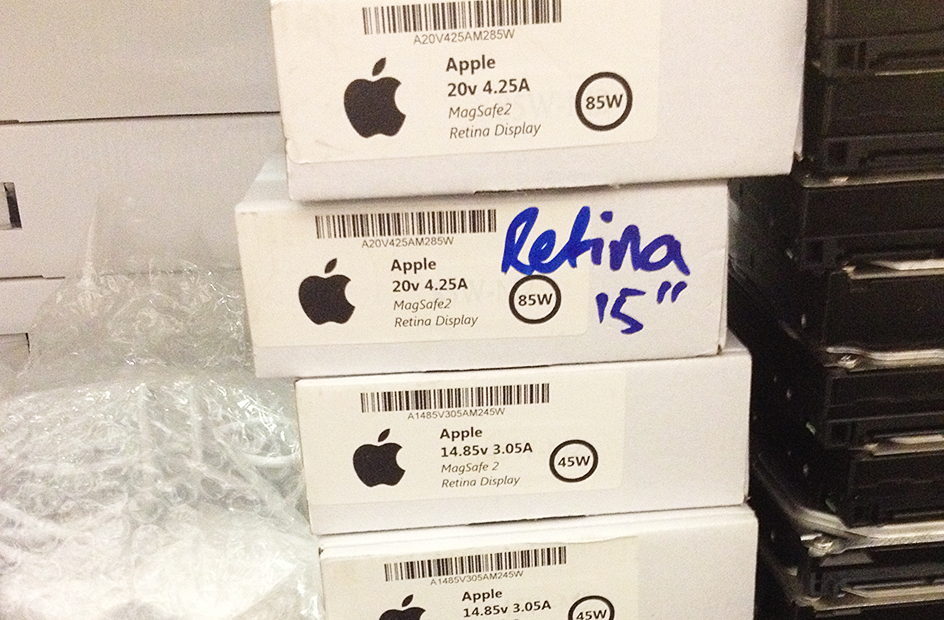 A20V425AM285W
Apple
20v 4.25A
MagSafe2
Retina Display
85W
A20V425AM285W
Apple
20v 4.25A
MagSafe2
Retina Display
85W
Retina
15"
A1485V305AM245W
Apple
14.85v 3.05A
MagSafe 2
Retina Display
45W
A1485V305AM245W
Apple
14.85v 3.05A
45W